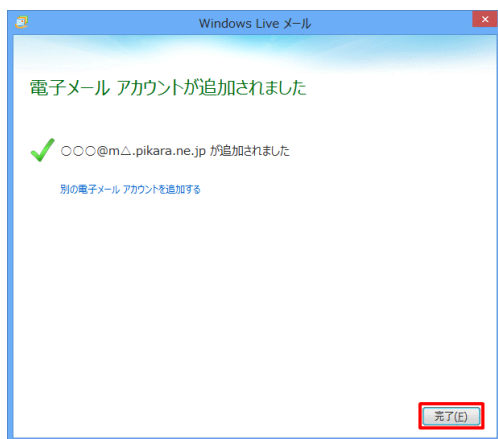 Windows Live メール
電子メール アカウントが追加されました
○○○@m△.pikara.ne.jp が追加されました
別の電子メール アカウントを追加する
完了(F)